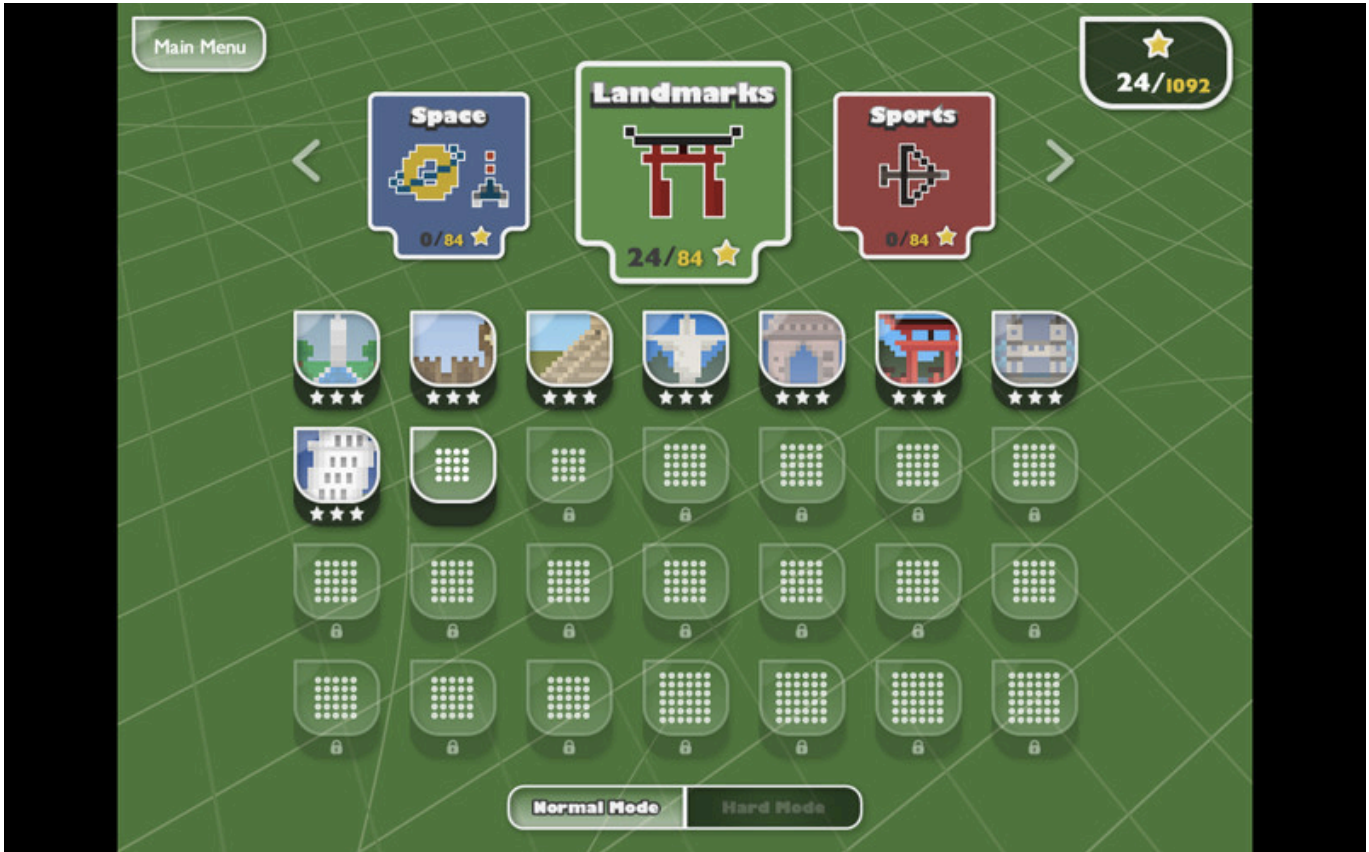 Main Menu
24/1092
Space
0/84
Landmarks
24/84
Sports
0/84
Normal Mode
Hard Mode